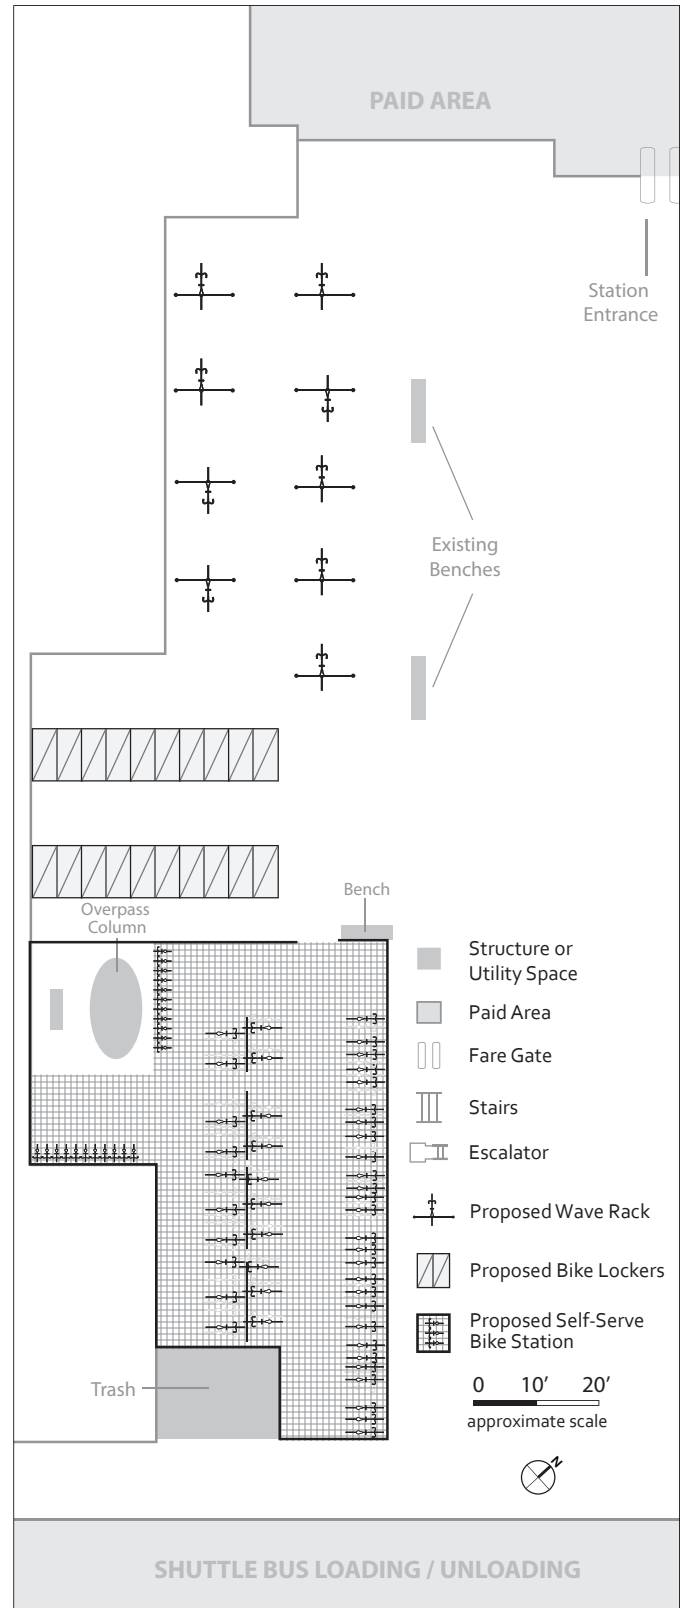 PAID AREA
Station
Entrance
Existing
Benches
Bench
Overpass
Column
Structure or
Utility Space
Paid Area
Fare Gate
Stairs
Escalator
Proposed Wave Rack
Proposed Bike Lockers
Proposed Self-Serve
Bike Station
Trash
0 10’ 20’
approximate scale
N
SHUTTLE BUS LOADING / UNLOADING